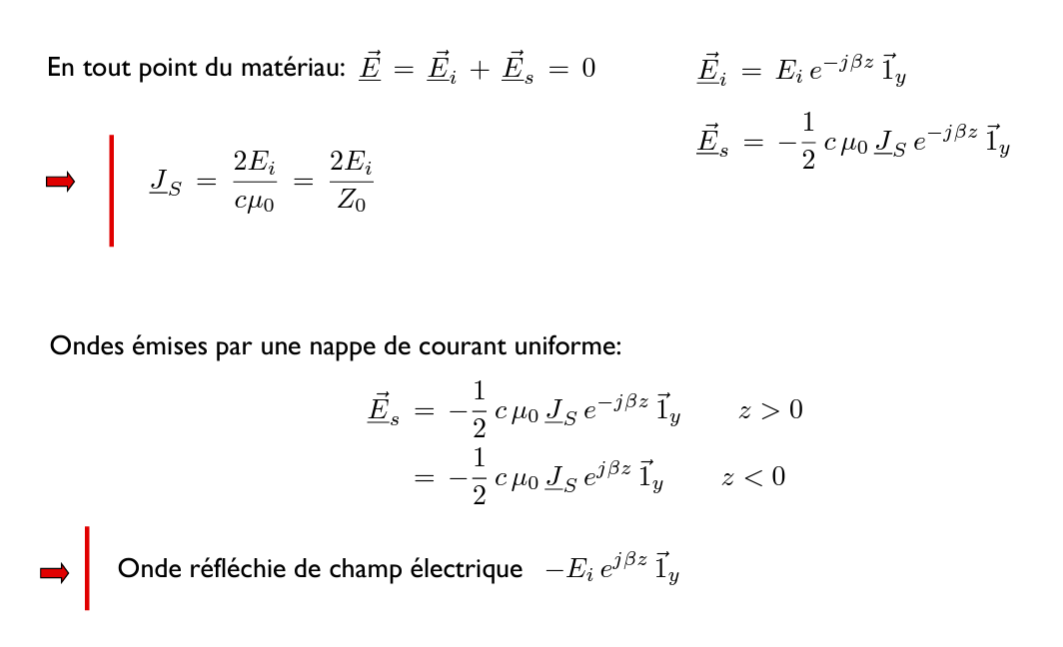 En tout point du matériau: $\underline{\vec{E}} = \underline{\vec{E}}_i + \underline{\vec{E}}_s = 0$
$\underline{\vec{E}}_i = E_i \, e^{-j\beta z} \, \vec{1}_y$
$\underline{\vec{E}}_s = -\frac{1}{2} \, c \, \mu_0 \, \underline{J}_S \, e^{-j\beta z} \, \vec{1}_y$
$\underline{J}_S = \frac{2E_i}{c\mu_0} = \frac{2E_i}{Z_0}$
Ondes émises par une nappe de courant uniforme:
$\underline{\vec{E}}_s = -\frac{1}{2} \, c \, \mu_0 \, \underline{J}_S \, e^{-j\beta z} \, \vec{1}_y \quad z > 0$
$= -\frac{1}{2} \, c \, \mu_0 \, \underline{J}_S \, e^{j\beta z} \, \vec{1}_y \quad z < 0$
Onde réfléchie de champ électrique $-E_i \, e^{j\beta z} \, \vec{1}_y$